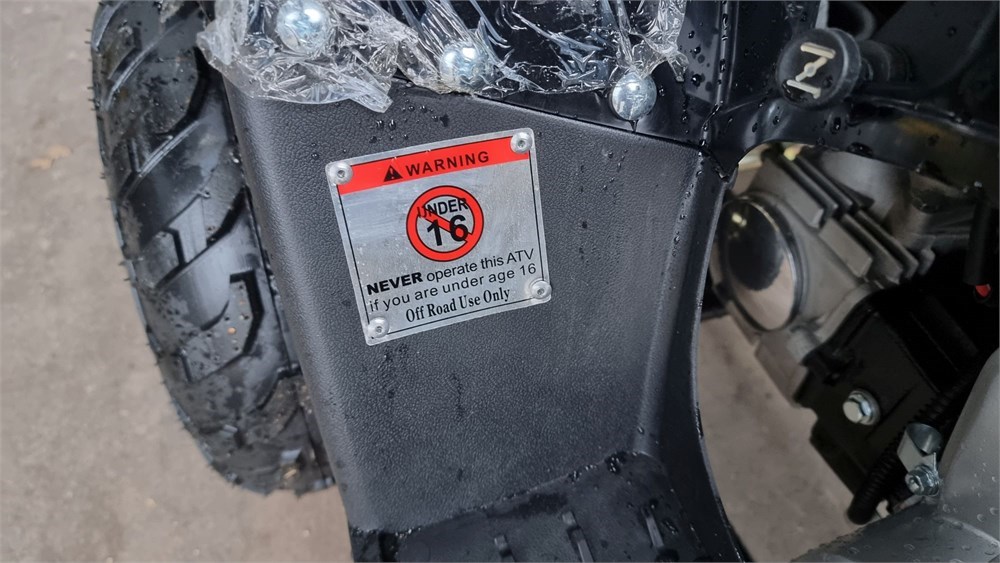 WARNING
UNDER
16
NEVER operate this ATV
if you are under age 16
Off Road Use Only